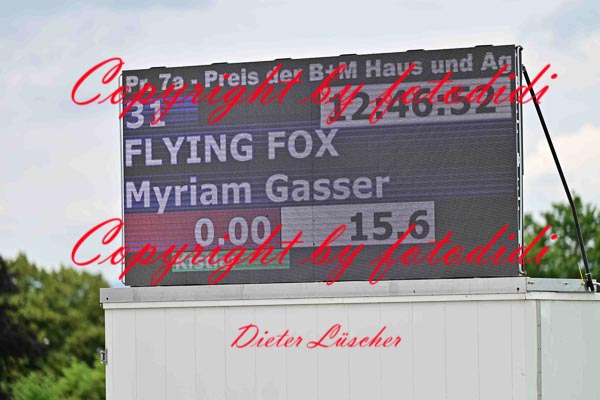 Pr. 7a - Preis der B+M Haus und Ag
Copyright by fotodidi
31 12:46:52
FLYING FOX
Myriam Gasser
0.00 15.6
Copyright by fotodidi
Dieter Lüscher